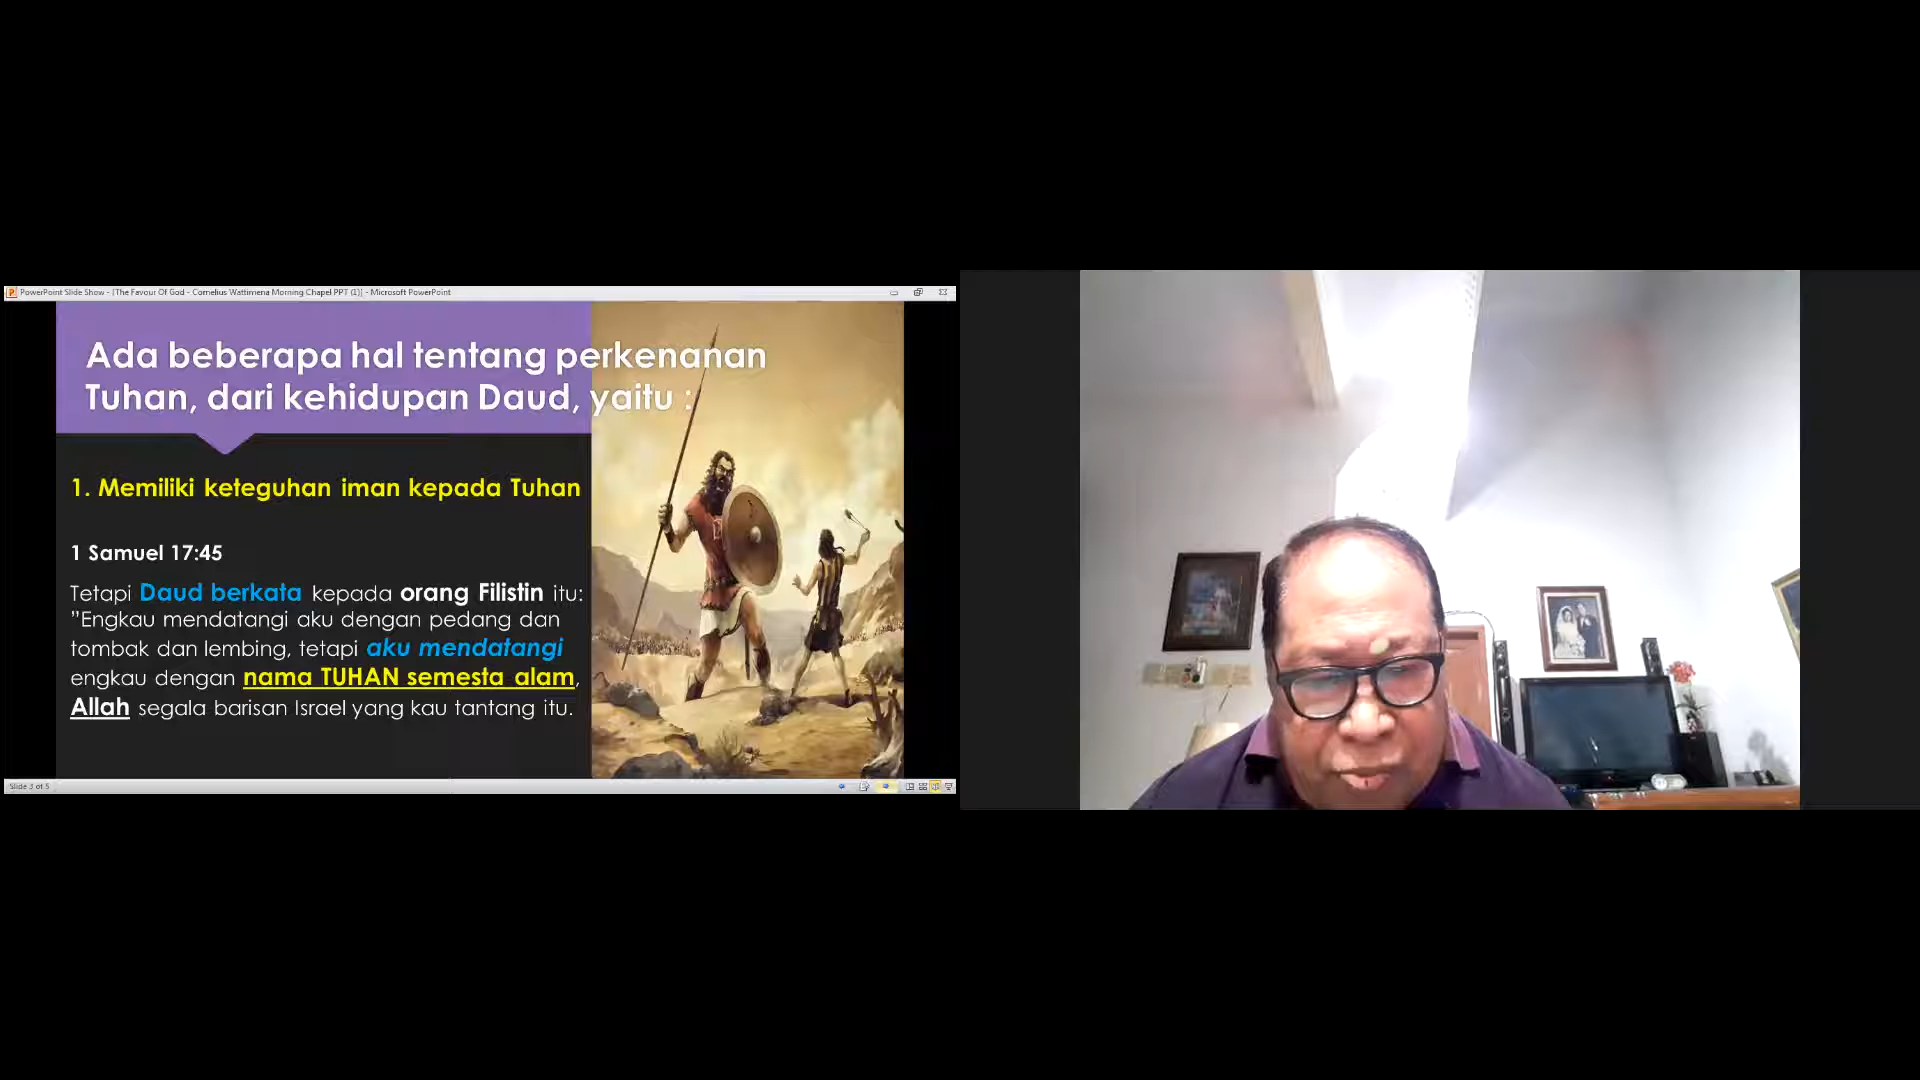 PowerPoint Slide Show - [The Favour Of God - Cornelius Wattimena Morning Chapel PPT (1)] - Microsoft PowerPoint
Ada beberapa hal tentang perkenanan
Tuhan, dari kehidupan Daud, yaitu :
1. Memiliki keteguhan iman kepada Tuhan
1 Samuel 17:45
Tetapi Daud berkata kepada orang Filistin itu:
”Engkau mendatangi aku dengan pedang dan
tombak dan lembing, tetapi aku mendatangi
engkau dengan nama TUHAN semesta alam,
Allah segala barisan Israel yang kau tantang itu.
Slide 3 of 5